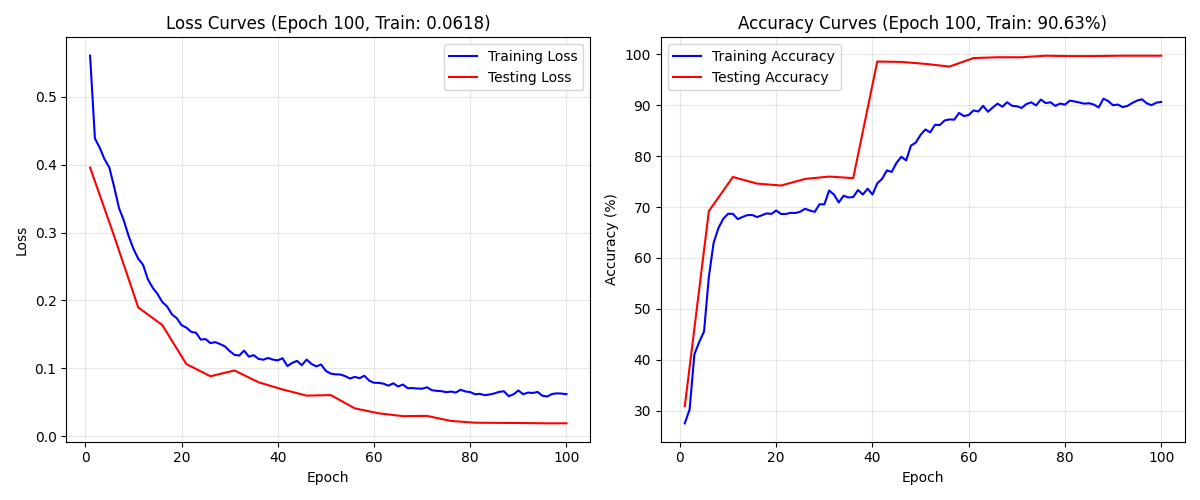 Loss Curves (Epoch 100, Train: 0.0618)
Training Loss
Testing Loss
0.5
0.4
0.3
0.2
0.1
0.0
Loss
0 20 40 60 80 100
Epoch
Accuracy Curves (Epoch 100, Train: 90.63%)
Training Accuracy
Testing Accuracy
100
90
80
70
60
50
40
30
Accuracy (%)
0 20 40 60 80 100
Epoch